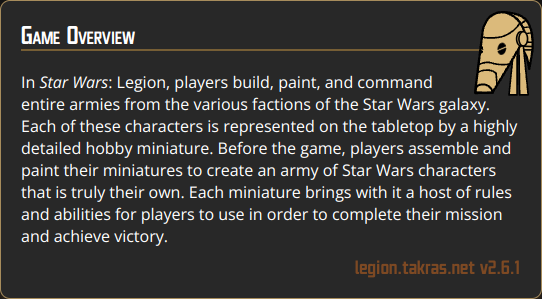 Game Overview
In Star Wars: Legion, players build, paint, and command
entire armies from the various factions of the Star Wars galaxy.
Each of these characters is represented on the tabletop by a highly
detailed hobby miniature. Before the game, players assemble and
paint their miniatures to create an army of Star Wars characters
that is truly their own. Each miniature brings with it a host of rules
and abilities for players to use in order to complete their mission
and achieve victory.
legion.takras.net v2.6.1